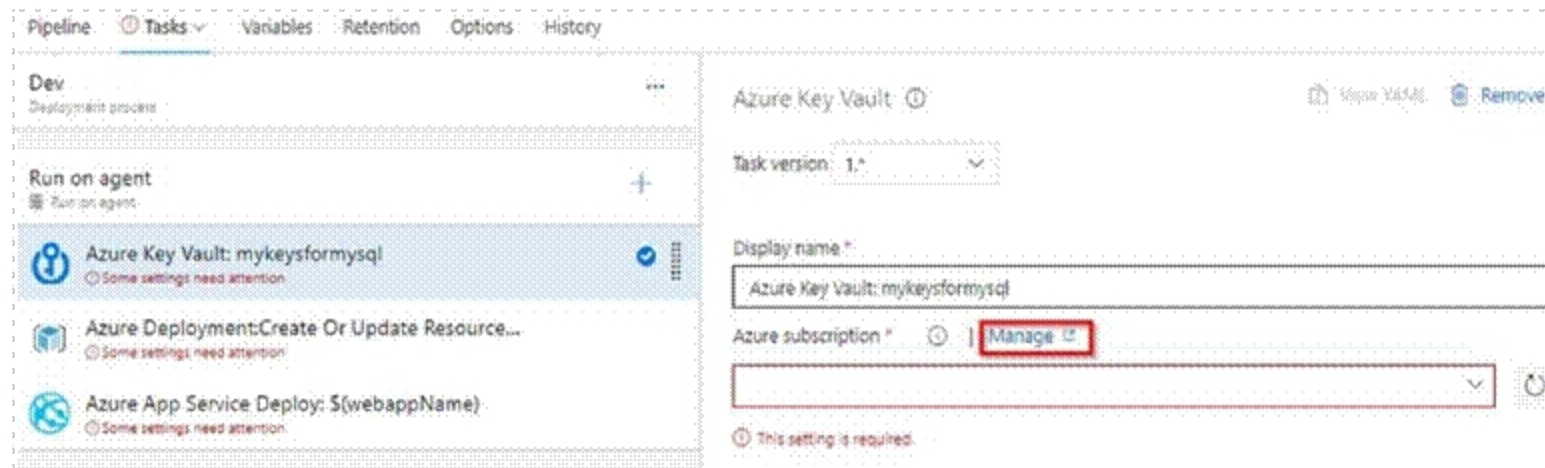 Pipeline Tasks Variables Retention Options History
Dev
Deployment process
Azure Key Vault
View YAML Remove
Task version 1.*
Run on agent
Run on agent
Azure Key Vault: mykeysformysql
Some settings need attention
Display name *
Azure Key Vault: mykeysformysql
Azure Deployment:Create Or Update Resource...
Some settings need attention
Azure subscription * | Manage
Azure App Service Deploy: $(webappName)
Some settings need attention
This setting is required.